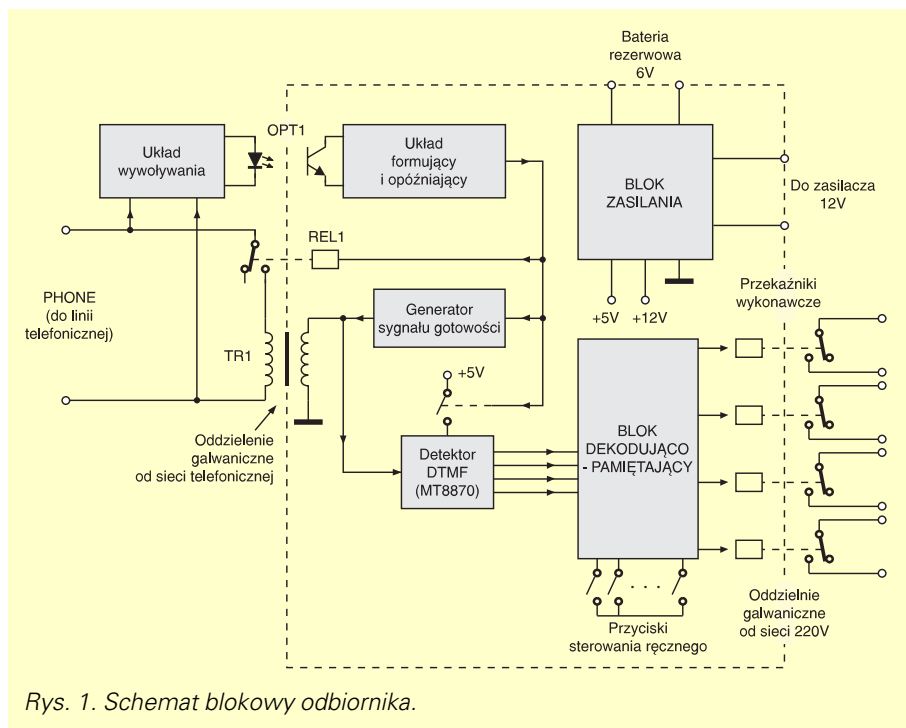 Bateria
rezerwowa
6V
OPT1
Układ
wywoływania
Układ
formujący
i opóźniający
BLOK
ZASILANIA
Do zasilacza
12V
REL1
PHONE
(do linii
telefonicznej)
Generator
sygnału gotowości
+5V
+12V
Przekaźniki
wykonawcze
TR1
+5V
Oddzielenie
galwaniczne
od sieci telefonicznej
Detektor
DTMF
(MT8870)
BLOK
DEKODUJĄCO
- PAMIĘTAJĄCY
Przyciski
sterowania ręcznego
Oddzielnie
galwaniczne
od sieci 220V
Rys. 1. Schemat blokowy odbiornika.